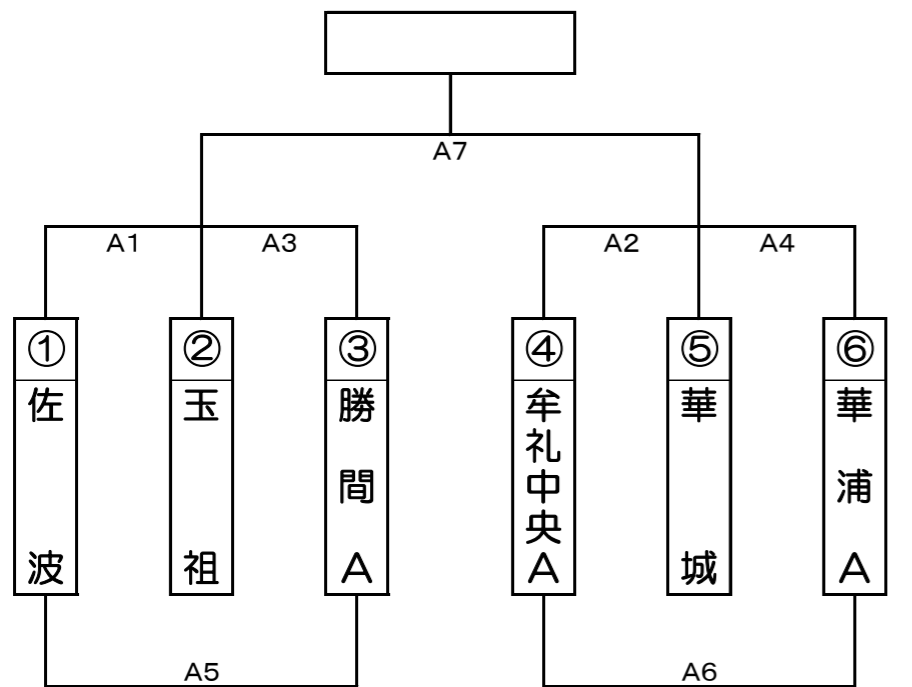 A7
A1
A3
A2
A4
① 佐波
② 玉祖
③ 勝間A
④ 牟礼中央A
⑤ 華城
⑥ 華浦A
A5
A6